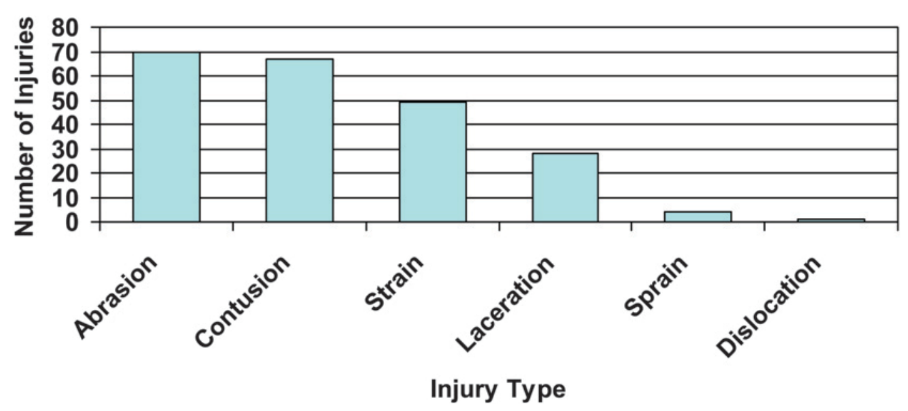 Number of Injuries
80
70
60
50
40
30
20
10
0
Abrasion
Contusion
Strain
Laceration
Sprain
Dislocation
Injury Type